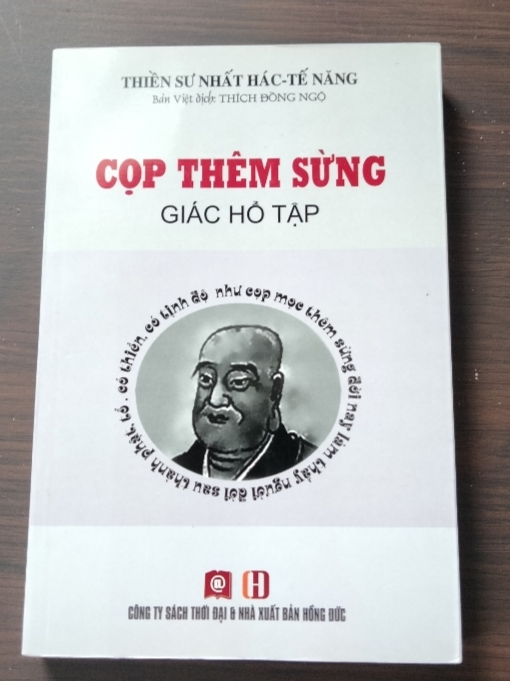 THIỀN SƯ NHẤT HÁC-TẾ NĂNG
Bản Việt dịch: THÍCH ĐỒNG NGỘ
CỌP THÊM SỪNG
GIÁC HỔ TẬP
có thiền, có tịnh độ như cọp mọc thêm sừng đời nay làm thầy người đời sau thành phật, tổ.
@
CÔNG TY SÁCH THỜI ĐẠI & NHÀ XUẤT BẢN HỒNG ĐỨC